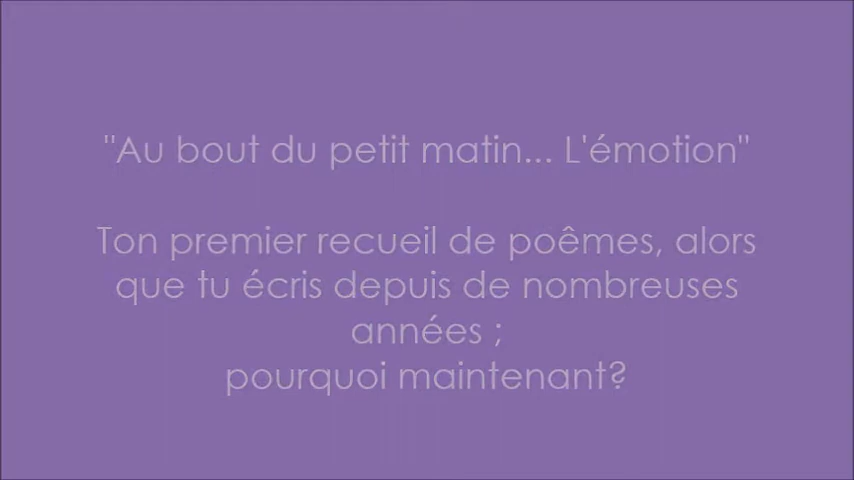 "Au bout du petit matin... L'émotion"
Ton premier recueil de poêmes, alors
que tu écris depuis de nombreuses
années ;
pourquoi maintenant?